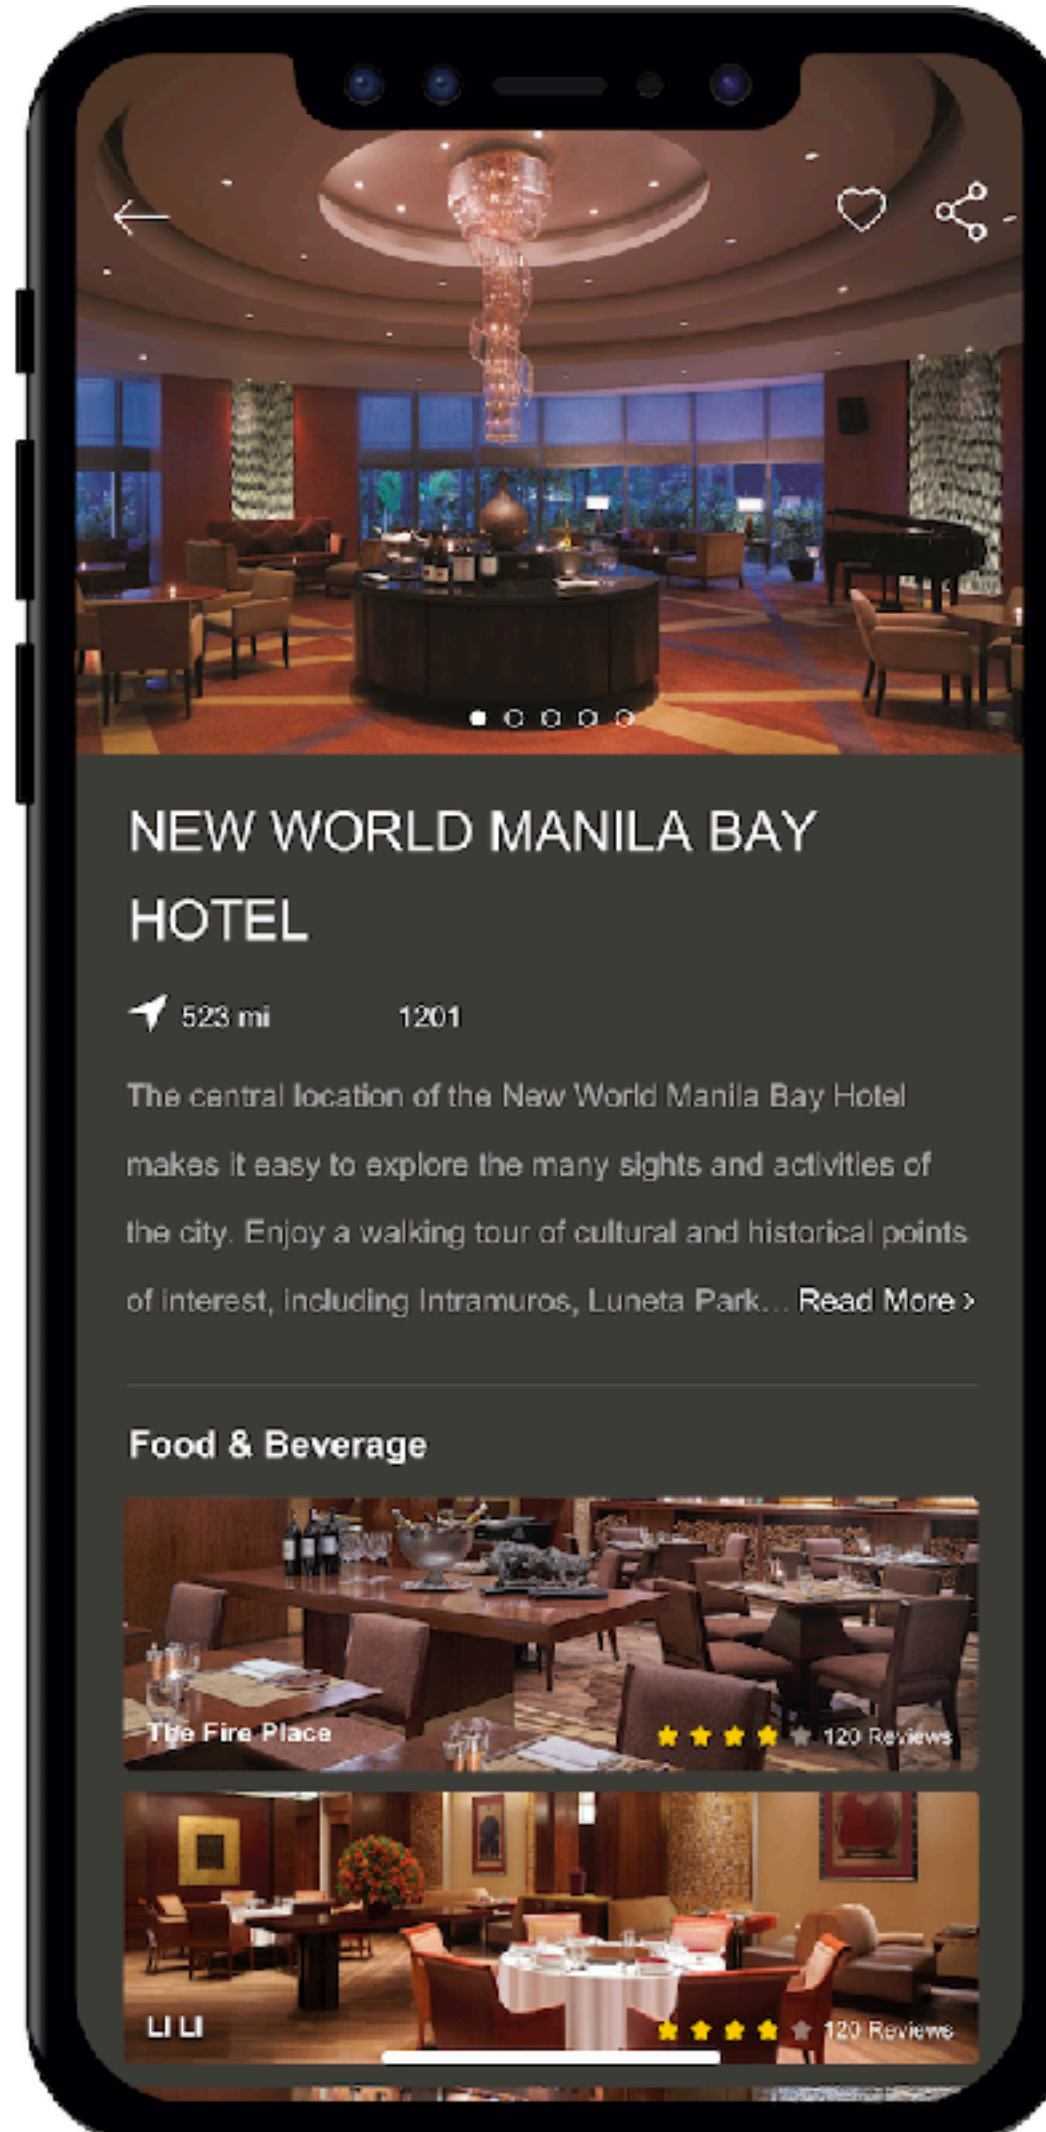 NEW WORLD MANILA BAY
HOTEL
523 mi 1201
The central location of the New World Manila Bay Hotel
makes it easy to explore the many sights and activities of
the city. Enjoy a walking tour of cultural and historical points
of interest, including Intramuros, Luneta Park... Read More >
Food & Beverage
The Fire Place 120 Reviews
LI LI 120 Reviews